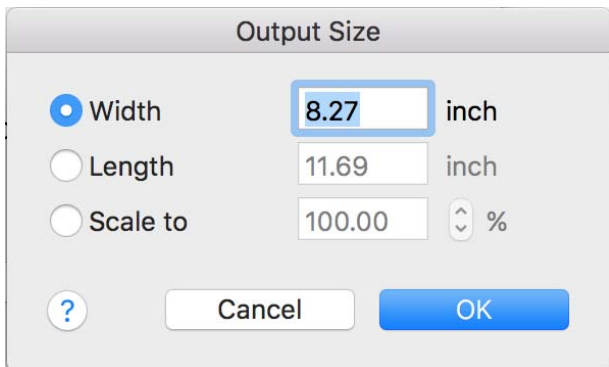 Output Size
Width 8.27 inch
Length 11.69 inch
Scale to 100.00 %
? Cancel OK